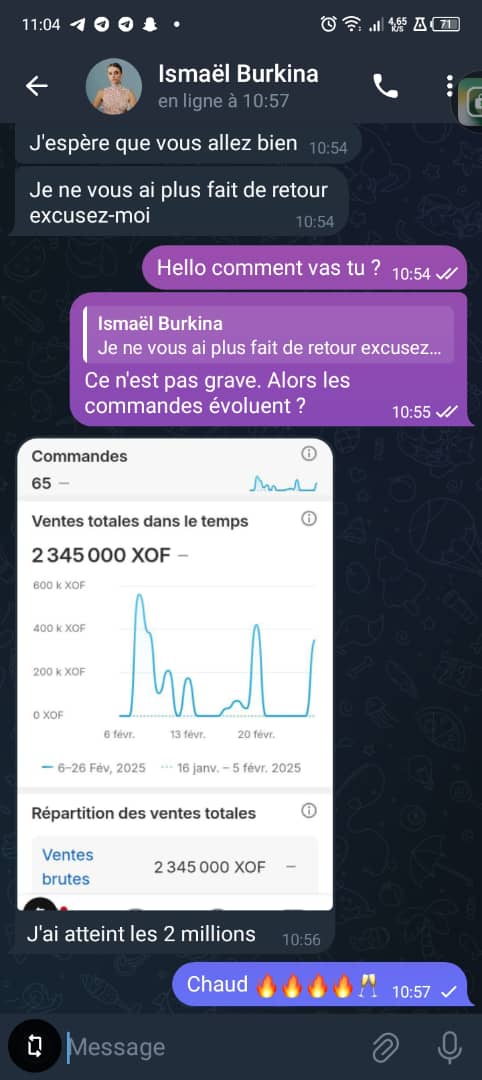 11:04
4,65
K/s
71
Ismaël Burkina
en ligne à 10:57
J'espère que vous allez bien 10:54
Je ne vous ai plus fait de retour
excusez-moi 10:54
Hello comment vas tu ? 10:54
Ismaël Burkina
Je ne vous ai plus fait de retour excusez...
Ce n'est pas grave. Alors les
commandes évoluent ? 10:55
Commandes
65 –
Ventes totales dans le temps
2 345 000 XOF –
600 k XOF
400 k XOF
200 k XOF
0 XOF
6 févr. 13 févr. 20 févr.
6–26 Fév, 2025 16 janv. – 5 févr. 2025
Répartition des ventes totales
Ventes
brutes 2 345 000 XOF –
J'ai atteint les 2 millions 10:56
Chaud 🔥🔥🔥🔥🥂 10:57
Message